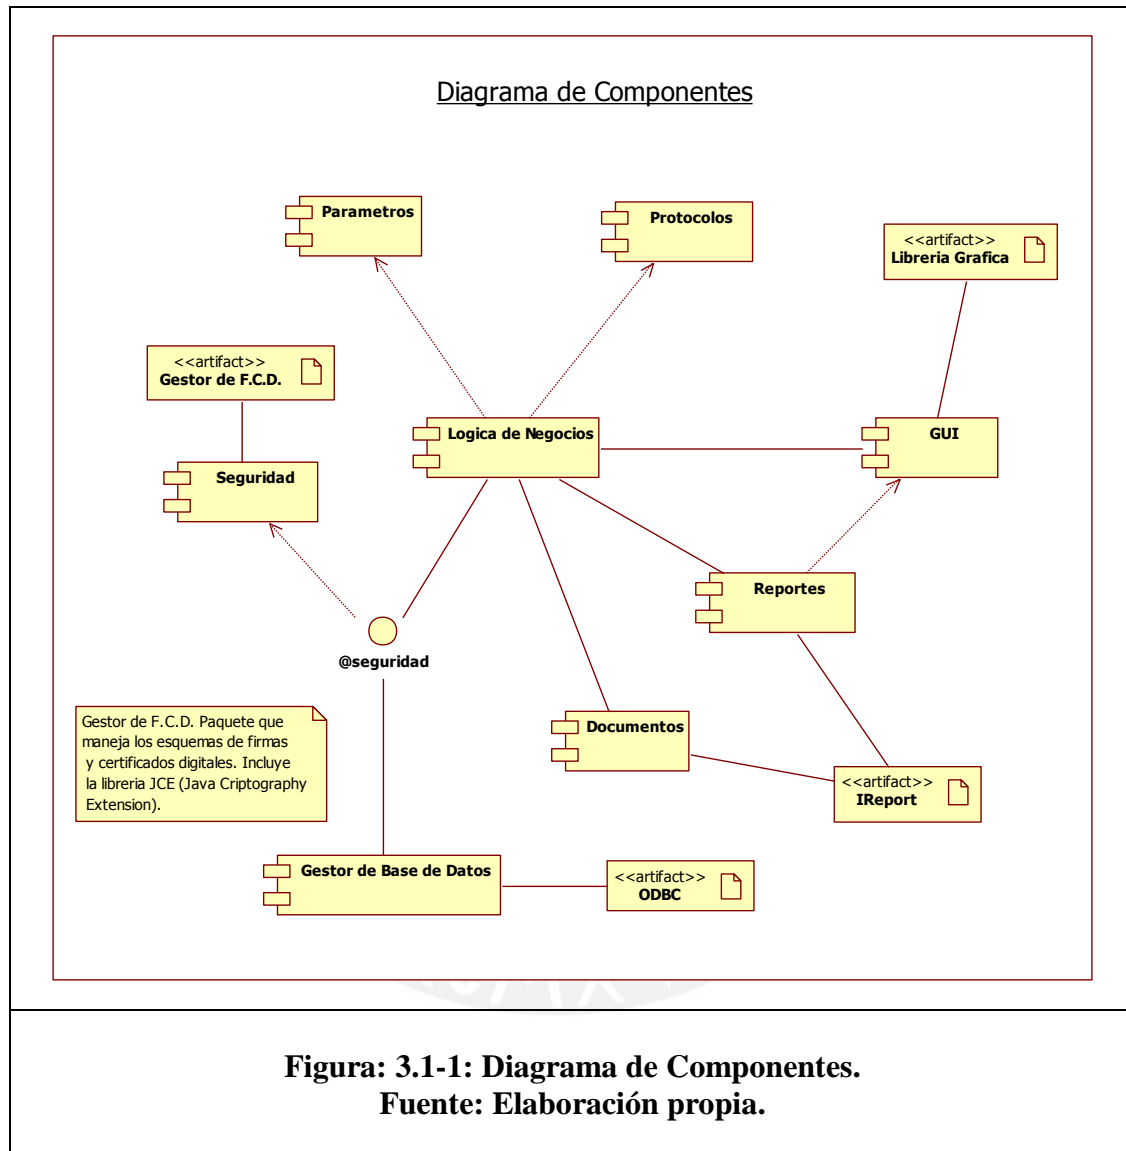 Diagrama de Componentes
Parametros
Protocolos
<<artifact>>
Libreria Grafica
<<artifact>>
Gestor de F.C.D.
Logica de Negocios
GUI
Seguridad
Reportes
@seguridad
Gestor de F.C.D. Paquete que
maneja los esquemas de firmas
y certificados digitales. Incluye
la libreria JCE (Java Criptography
Extension).
Documentos
<<artifact>>
IReport
Gestor de Base de Datos
<<artifact>>
ODBC
Figura: 3.1-1: Diagrama de Componentes.
Fuente: Elaboración propia.